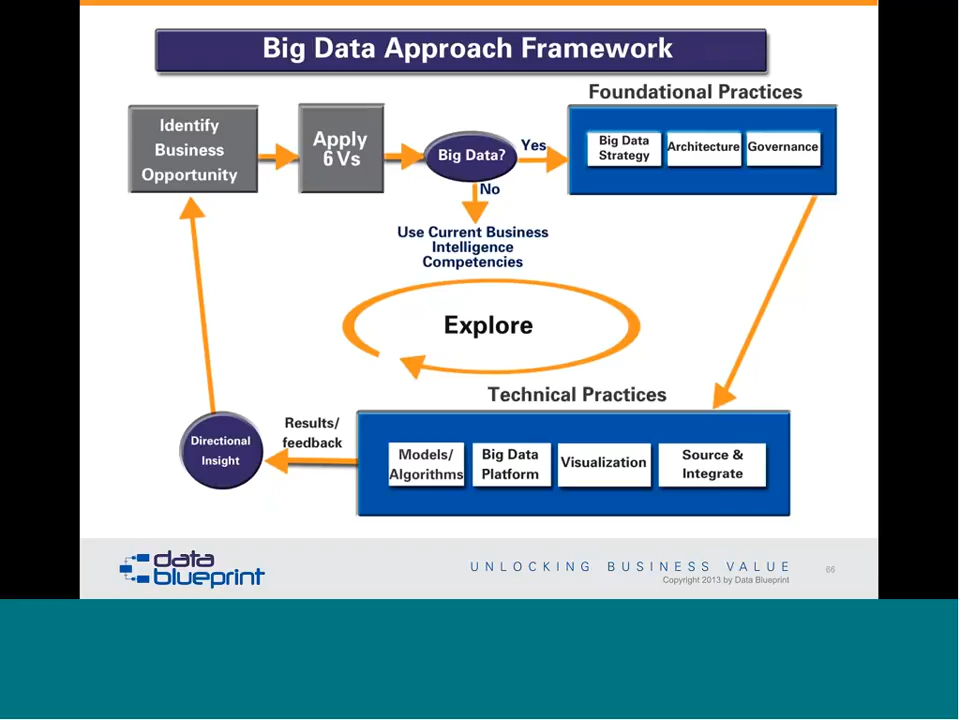 Big Data Approach Framework
Foundational Practices
Identify
Business
Opportunity
Apply
6 Vs
Big Data?
Yes
No
Big Data
Strategy
Architecture
Governance
Use Current Business
Intelligence
Competencies
Explore
Technical Practices
Directional
Insight
Results/
feedback
Models/
Algorithms
Big Data
Platform
Visualization
Source &
Integrate
data
blueprint
UNLOCKING BUSINESS VALUE
Copyright 2013 by Data Blueprint
66